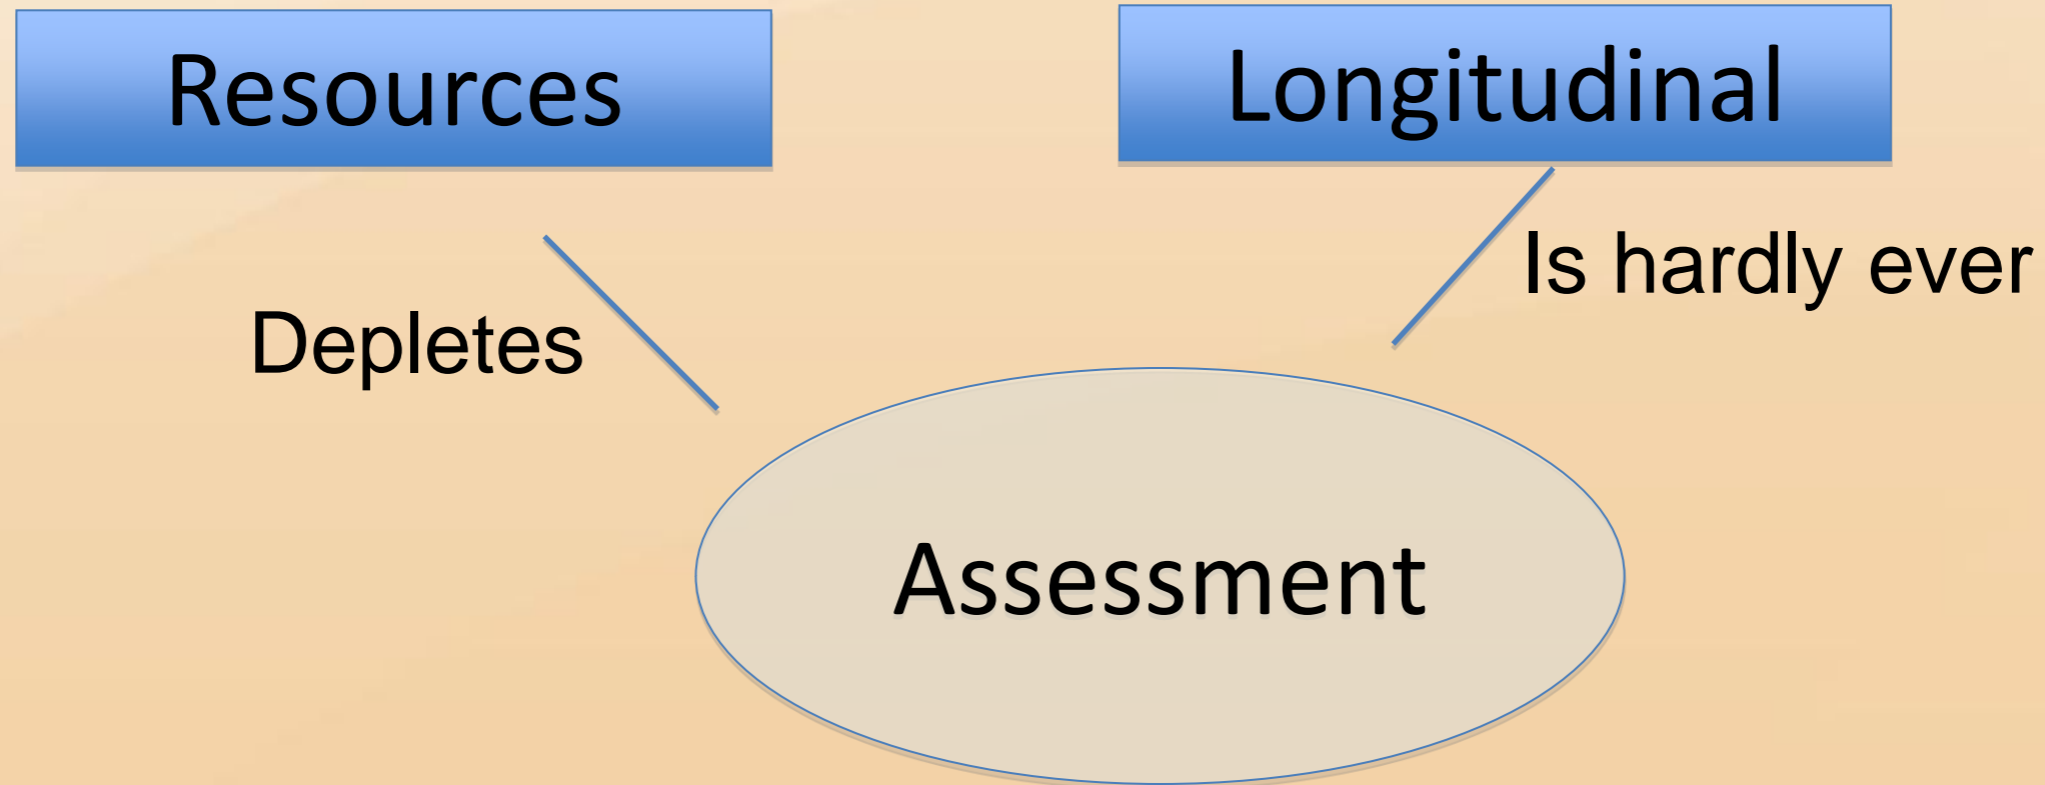 Resources
Longitudinal
Is hardly ever
Depletes
Assessment